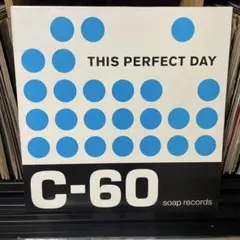 THIS PERFECT DAY
C-60
soap records